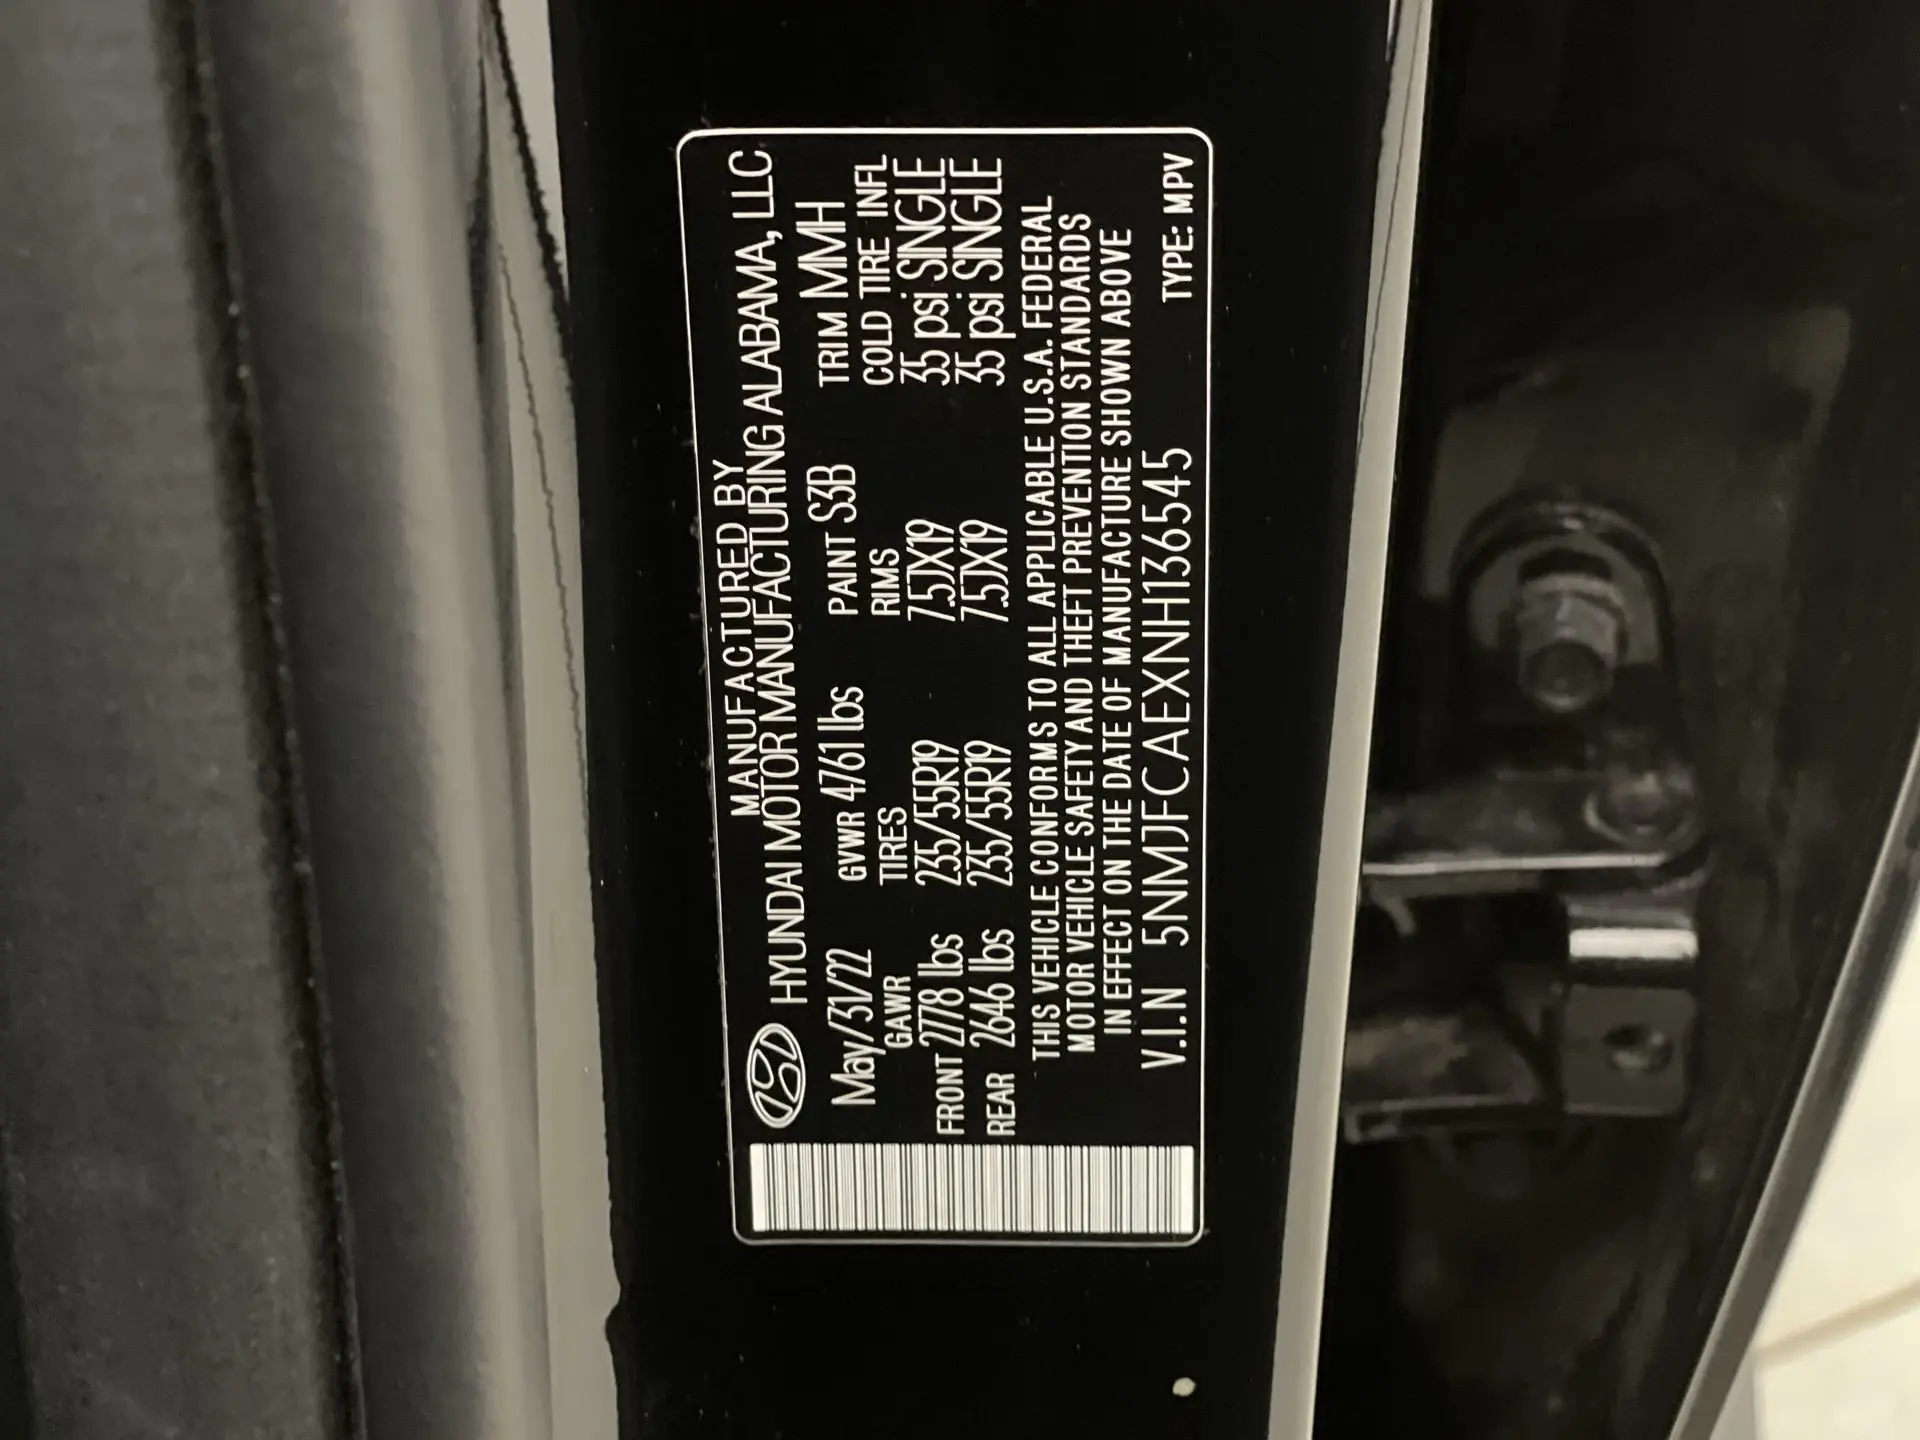 MANUFACTURED BY
HYUNDAI MOTOR MANUFACTURING ALABAMA, LLC
May/31/22 GVWR 4761 lbs PAINT S3B TRIM MMH
GAWR TIRES RIMS COLD TIRE INFL
FRONT 2778 lbs 235/55R19 7.5JX19 35 psi SINGLE
REAR 2646 lbs 235/55R19 7.5JX19 35 psi SINGLE
THIS VEHICLE CONFORMS TO ALL APPLICABLE U.S.A. FEDERAL
MOTOR VEHICLE SAFETY AND THEFT PREVENTION STANDARDS
IN EFFECT ON THE DATE OF MANUFACTURE SHOWN ABOVE
V.I.N 5NMJFCAEXNH136545 TYPE: MPV